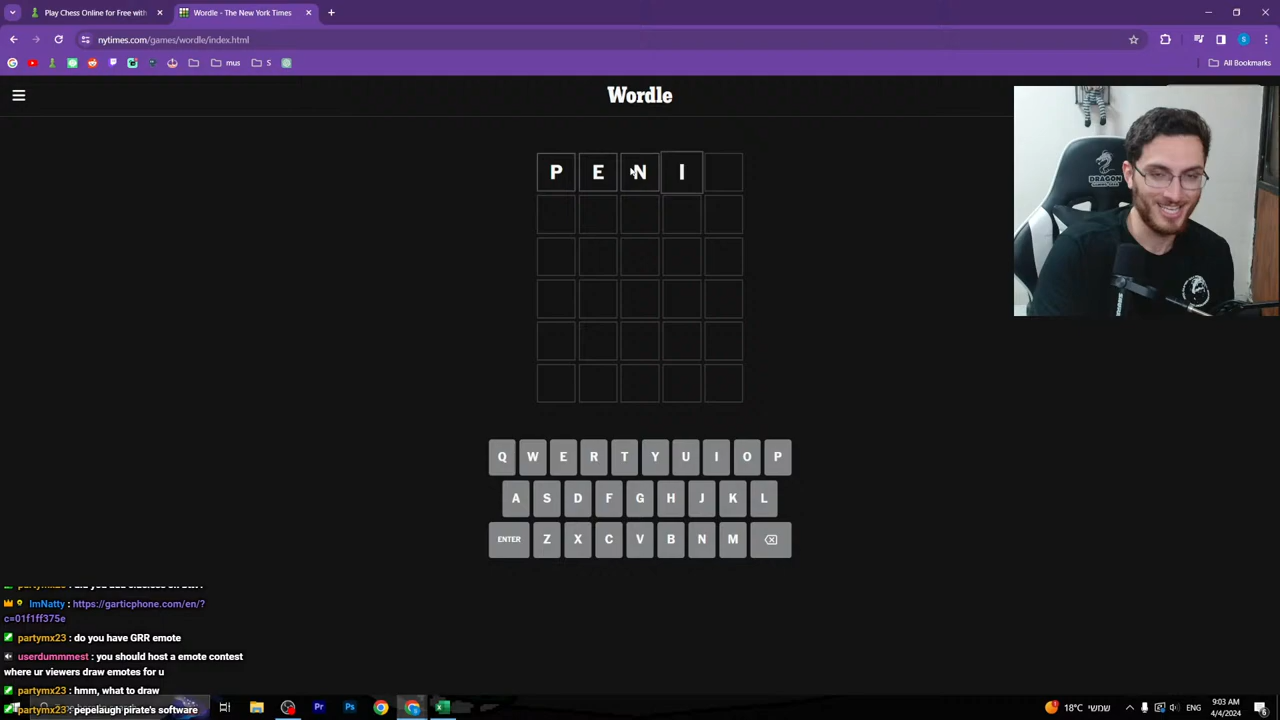 Play Chess Online for Free with
Wordle - The New York Times
nytimes.com/games/wordle/index.html
mus
S
All Bookmarks
Wordle
P E N I
Q W E R T Y U I O P
A S D F G H J K L
ENTER Z X C V B N M
DRAGON
ImNatty : https://garticphone.com/en/?
c=01f1ff375e
partymx23 : do you have GRR emote
userdummmest : you should host a emote contest
where ur viewers draw emotes for u
partymx23 : hmm, what to draw
partymx23 : pepelaugh pirate's software
18°C שמשי
ENG
9:03 AM
4/4/2024
6